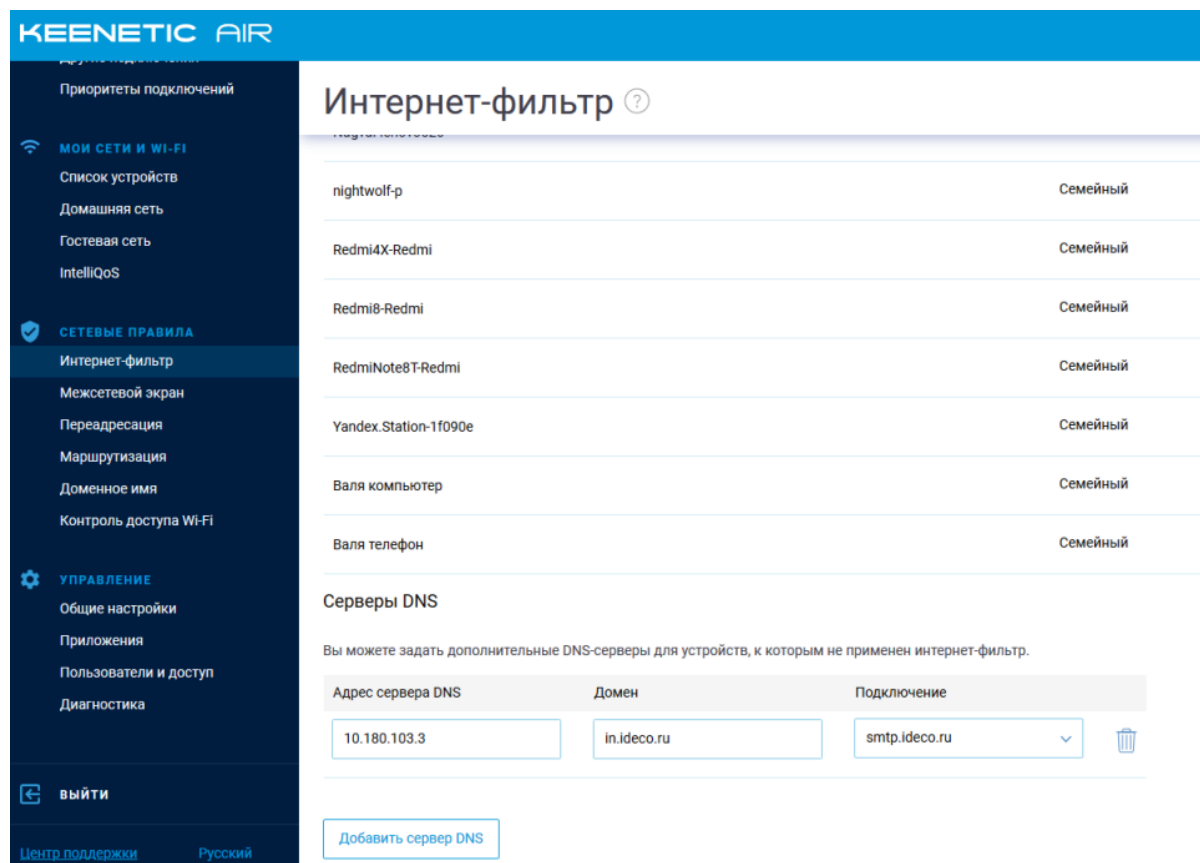 KEENETIC AIR
Приоритеты подключений
МОИ СЕТИ И WI-FI
Список устройств
Домашняя сеть
Гостевая сеть
IntelliQoS
СЕТЕВЫЕ ПРАВИЛА
Интернет-фильтр
Межсетевой экран
Переадресация
Маршрутизация
Доменное имя
Контроль доступа Wi-Fi
УПРАВЛЕНИЕ
Общие настройки
Приложения
Пользователи и доступ
Диагностика
ВЫЙТИ
Центр поддержки Русский
Интернет-фильтр ?
nightwolf-p Семейный
Redmi4X-Redmi Семейный
Redmi8-Redmi Семейный
RedmiNote8T-Redmi Семейный
Yandex.Station-1f090e Семейный
Валя компьютер Семейный
Валя телефон Семейный
Серверы DNS
Вы можете задать дополнительные DNS-серверы для устройств, к которым не применен интернет-фильтр.
Адрес сервера DNS Домен Подключение
10.180.103.3 in.ideco.ru smtp.ideco.ru
Добавить сервер DNS